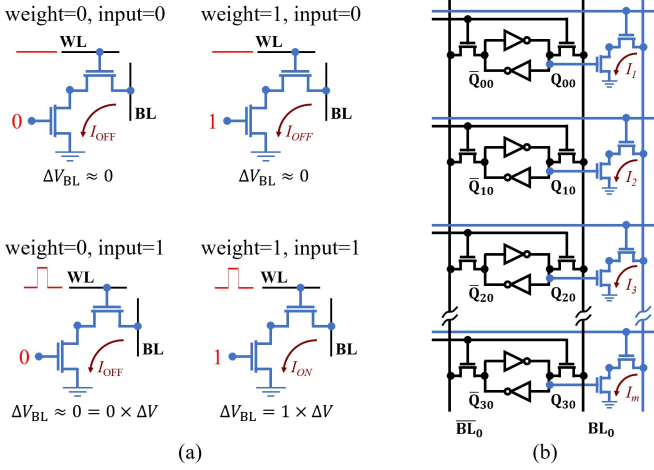 weight=0, input=0
WL
0
I_OFF
BL
ΔV_BL ≈ 0
weight=1, input=0
WL
1
I_OFF
BL
ΔV_BL ≈ 0
weight=0, input=1
WL
0
I_OFF
BL
ΔV_BL ≈ 0 = 0 × ΔV
weight=1, input=1
WL
1
I_ON
BL
ΔV_BL = 1 × ΔV
(a)
Q̅00 Q00 I1
Q̅10 Q10 I2
Q̅20 Q20 I3
Q̅30 Q30 Im
B̅L̅0 BL0
(b)